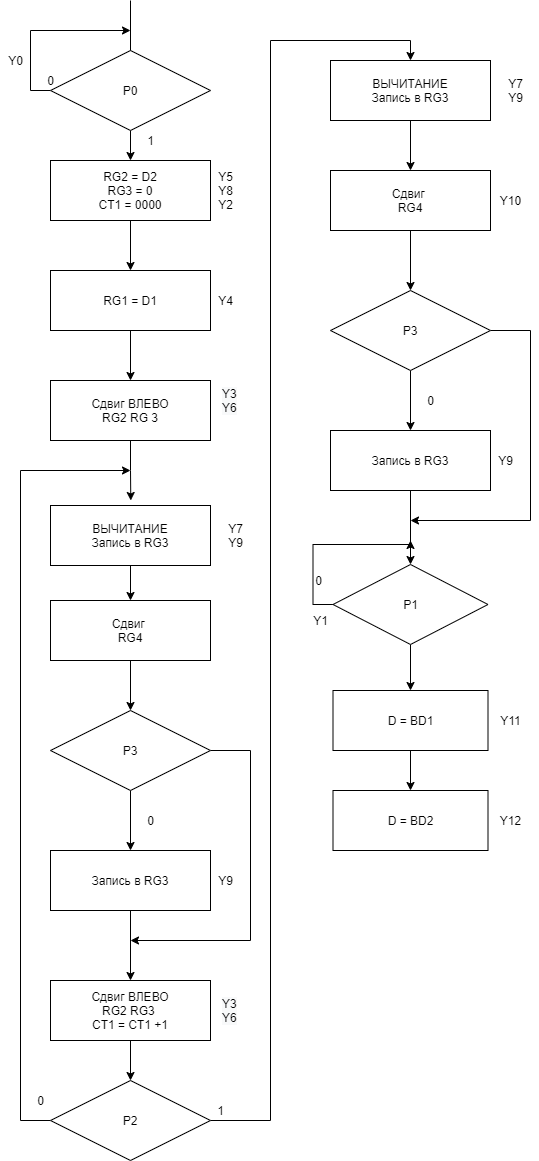 Y0
0
P0
1
RG2 = D2
RG3 = 0
CT1 = 0000
Y5
Y8
Y2
RG1 = D1
Y4
Сдвиг ВЛЕВО
RG2 RG 3
Y3
Y6
ВЫЧИТАНИЕ
Запись в RG3
Y7
Y9
Сдвиг
RG4
P3
0
Запись в RG3
Y9
Сдвиг ВЛЕВО
RG2 RG3
CT1 = CT1 +1
Y3
Y6
0
P2
1
ВЫЧИТАНИЕ
Запись в RG3
Y7
Y9
Сдвиг
RG4
Y10
P3
0
Запись в RG3
Y9
0
P1
Y1
D = BD1
Y11
D = BD2
Y12